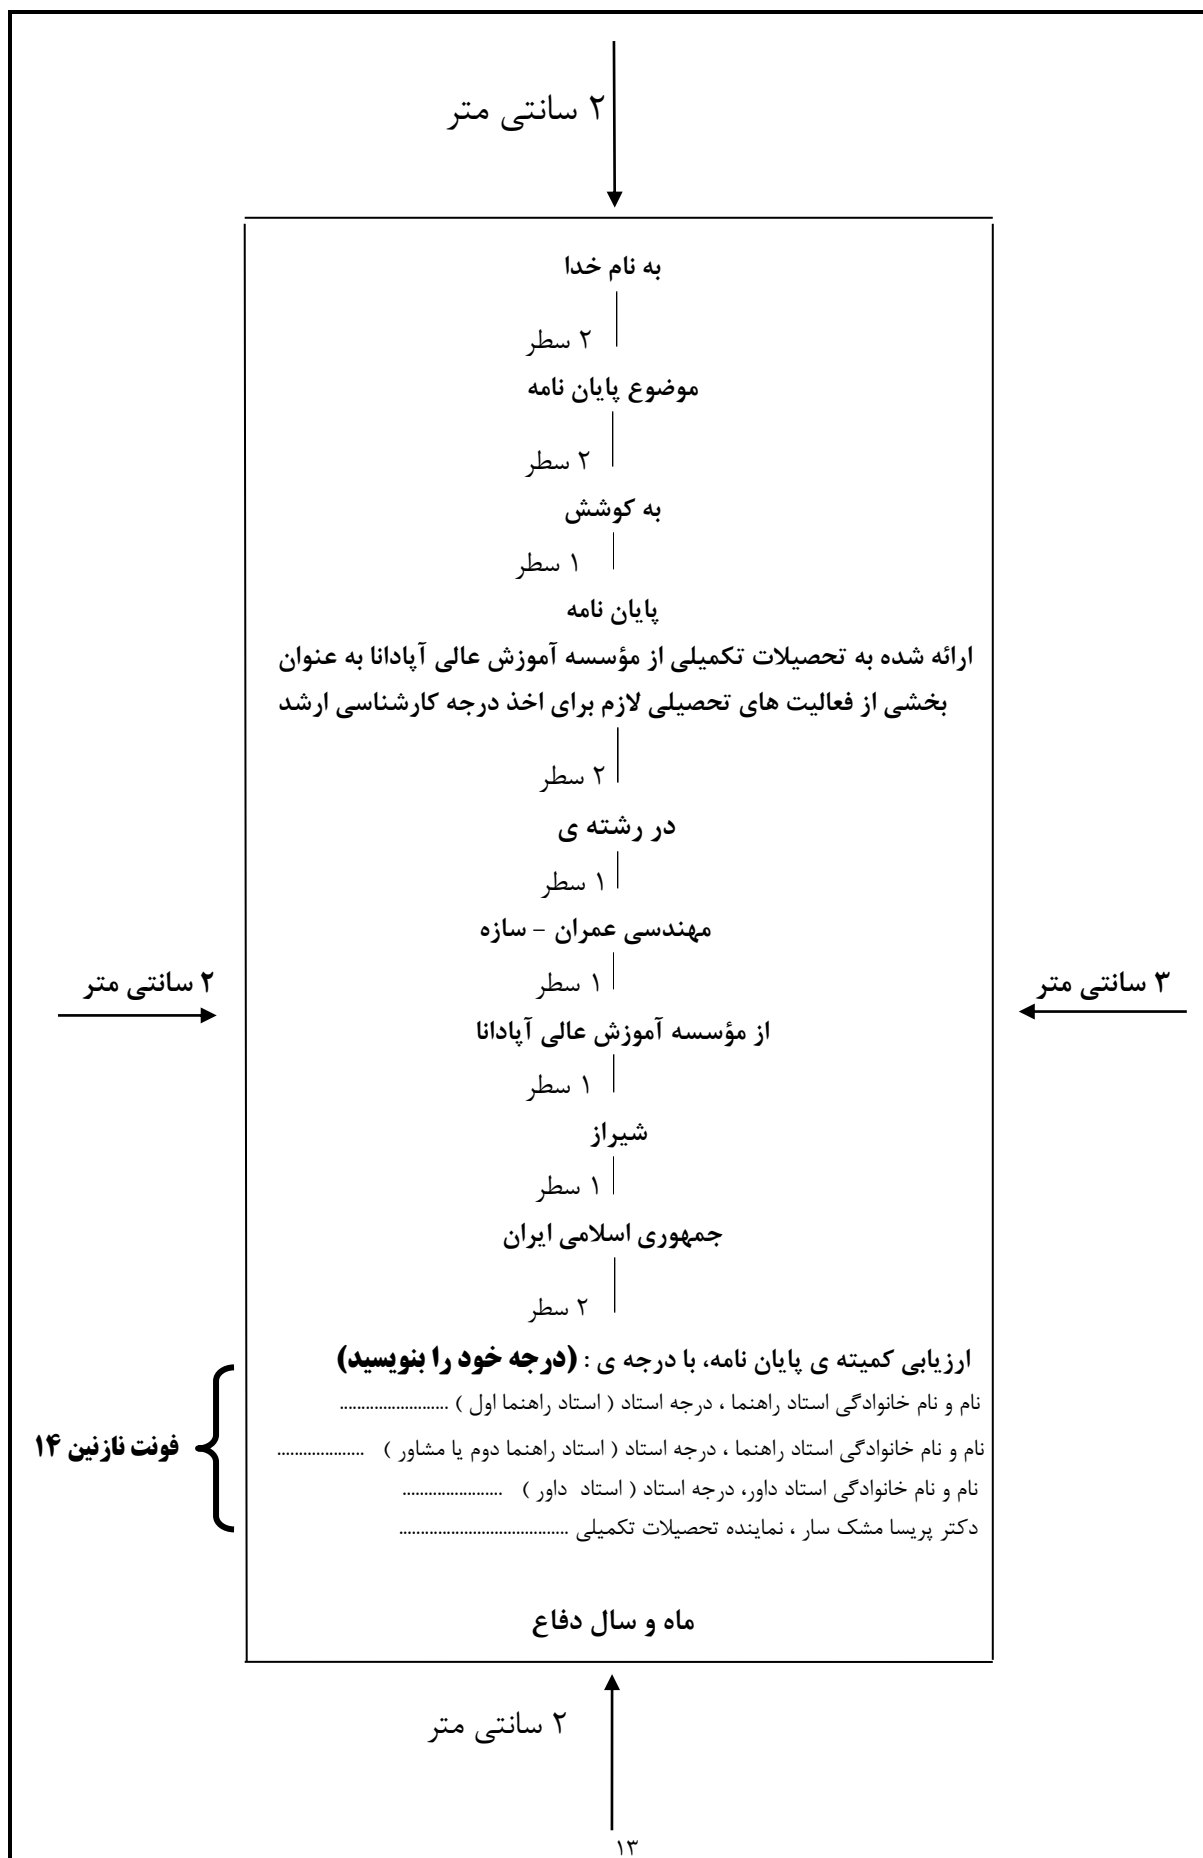 ۲ سانتی متر
به نام خدا
۲ سطر
موضوع پایان نامه
۲ سطر
به کوشش
۱ سطر
پایان نامه
ارائه شده به تحصیلات تکمیلی از مؤسسه آموزش عالی آپادانا به عنوان
بخشی از فعالیت های تحصیلی لازم برای اخذ درجه کارشناسی ارشد
۲ سطر
در رشته ی
۱ سطر
مهندسی عمران - سازه
۳ سانتی متر
۱ سطر
۲ سانتی متر
از مؤسسه آموزش عالی آپادانا
۱ سطر
شیراز
۱ سطر
جمهوری اسلامی ایران
۲ سطر
ارزیابی کمیته ی پایان نامه، با درجه ی : (درجه خود را بنویسید)
نام و نام خانوادگی استاد راهنما ، درجه استاد ( استاد راهنما اول ) .........................
نام و نام خانوادگی استاد راهنما ، درجه استاد ( استاد راهنما دوم یا مشاور ) ....................
فونت نازنین ۱۴
نام و نام خانوادگی استاد داور، درجه استاد ( استاد داور ) .......................
دکتر پریسا مشک سار ، نماینده تحصیلات تکمیلی .......................................
ماه و سال دفاع
۲ سانتی متر
۱۳